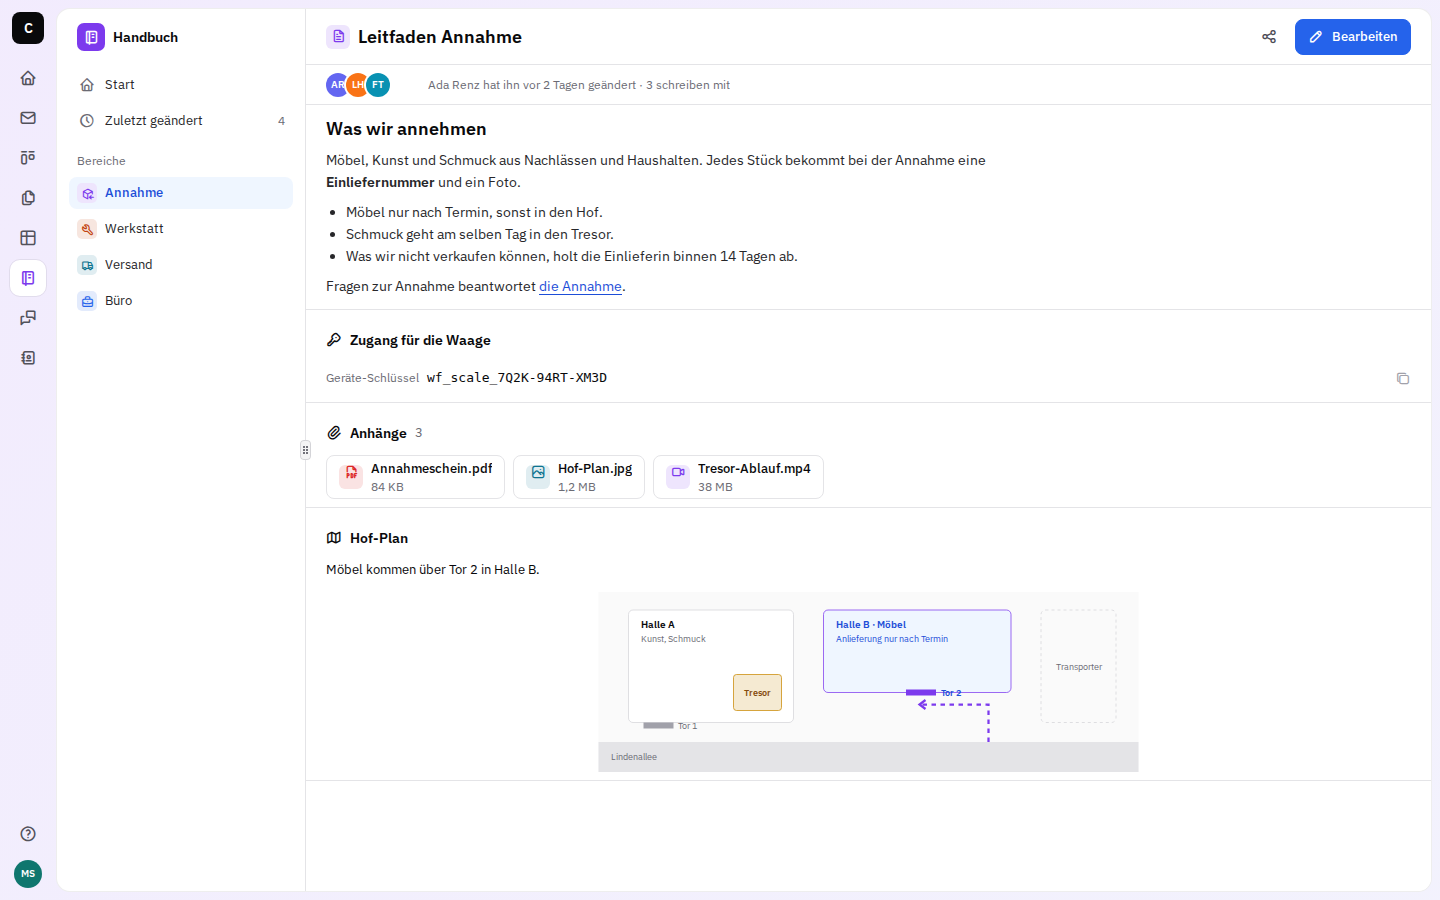 C
Handbuch
Start
Zuletzt geändert 4
Bereiche
Annahme
Werkstatt
Versand
Büro
MS
Leitfaden Annahme
Bearbeiten
AR LH FT
Ada Renz hat ihn vor 2 Tagen geändert · 3 schreiben mit
Was wir annehmen
Möbel, Kunst und Schmuck aus Nachlässen und Haushalten. Jedes Stück bekommt bei der Annahme eine
Einliefernummer und ein Foto.
• Möbel nur nach Termin, sonst in den Hof.
• Schmuck geht am selben Tag in den Tresor.
• Was wir nicht verkaufen können, holt die Einlieferin binnen 14 Tagen ab.
Fragen zur Annahme beantwortet die Annahme.
Zugang für die Waage
Geräte-Schlüssel wf_scale_7Q2K-94RT-XM3D
Anhänge 3
PDF
Annahmeschein.pdf
84 KB
Hof-Plan.jpg
1,2 MB
Tresor-Ablauf.mp4
38 MB
Hof-Plan
Möbel kommen über Tor 2 in Halle B.
Halle A
Kunst, Schmuck
Tresor
Tor 1
Halle B · Möbel
Anlieferung nur nach Termin
Tor 2
Transporter
Lindenallee